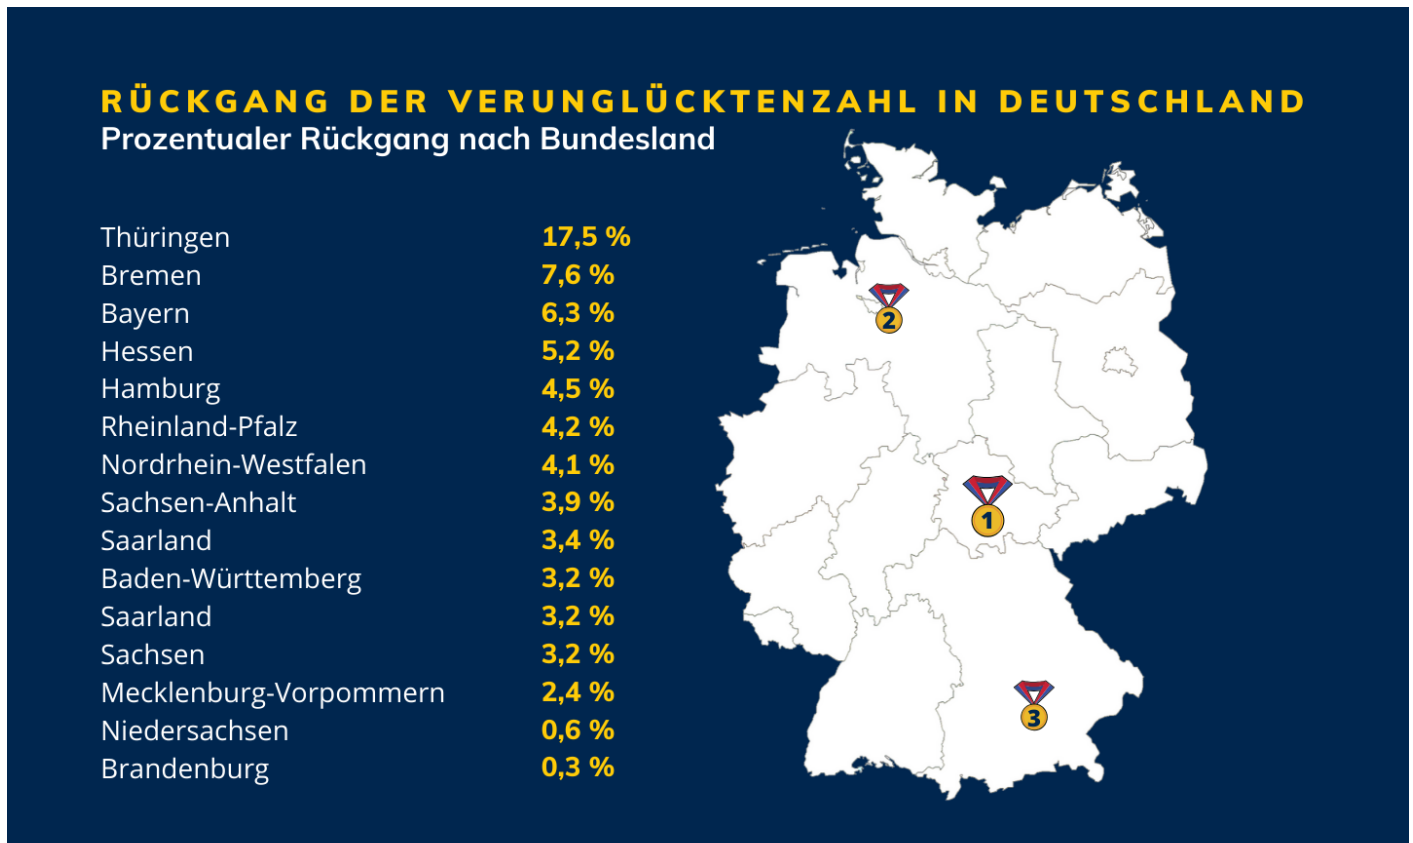 RÜCKGANG DER VERUNGLÜCKTENZAHL IN DEUTSCHLAND
Prozentualer Rückgang nach Bundesland
Thüringen 17,5 %
Bremen 7,6 %
Bayern 6,3 %
Hessen 5,2 %
Hamburg 4,5 %
Rheinland-Pfalz 4,2 %
Nordrhein-Westfalen 4,1 %
Sachsen-Anhalt 3,9 %
Saarland 3,4 %
Baden-Württemberg 3,2 %
Saarland 3,2 %
Sachsen 3,2 %
Mecklenburg-Vorpommern 2,4 %
Niedersachsen 0,6 %
Brandenburg 0,3 %
2
1
3